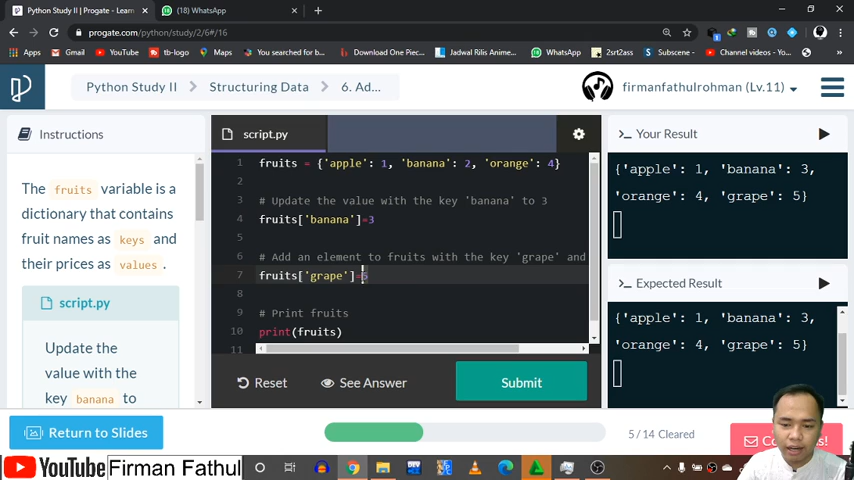 Python Study II | Progate - Learn
(18) WhatsApp
progate.com/python/study/2/6#/16
Apps
Gmail
YouTube
tb-logo
Maps
You searched for b...
Download One Piec...
Jadwal Rilis Anime...
WhatsApp
2srt2ass
Subscene -
Channel videos - Y...
Python Study II
Structuring Data
6. Ad...
firmanfathulrohman (Lv.11)
Instructions
The fruits variable is a
dictionary that contains
fruit names as keys and
their prices as values .
script.py
Update the
value with the
key banana to
script.py
1 fruits = {'apple': 1, 'banana': 2, 'orange': 4}
2
3 # Update the value with the key 'banana' to 3
4 fruits['banana']=3
5
6 # Add an element to fruits with the key 'grape' and
7 fruits['grape']=5
8
9 # Print fruits
10 print(fruits)
11
Reset
See Answer
Submit
Your Result
{'apple': 1, 'banana': 3,
'orange': 4, 'grape': 5}
Expected Result
{'apple': 1, 'banana': 3,
'orange': 4, 'grape': 5}
Return to Slides
5 / 14 Cleared
YouTube Firman Fathul